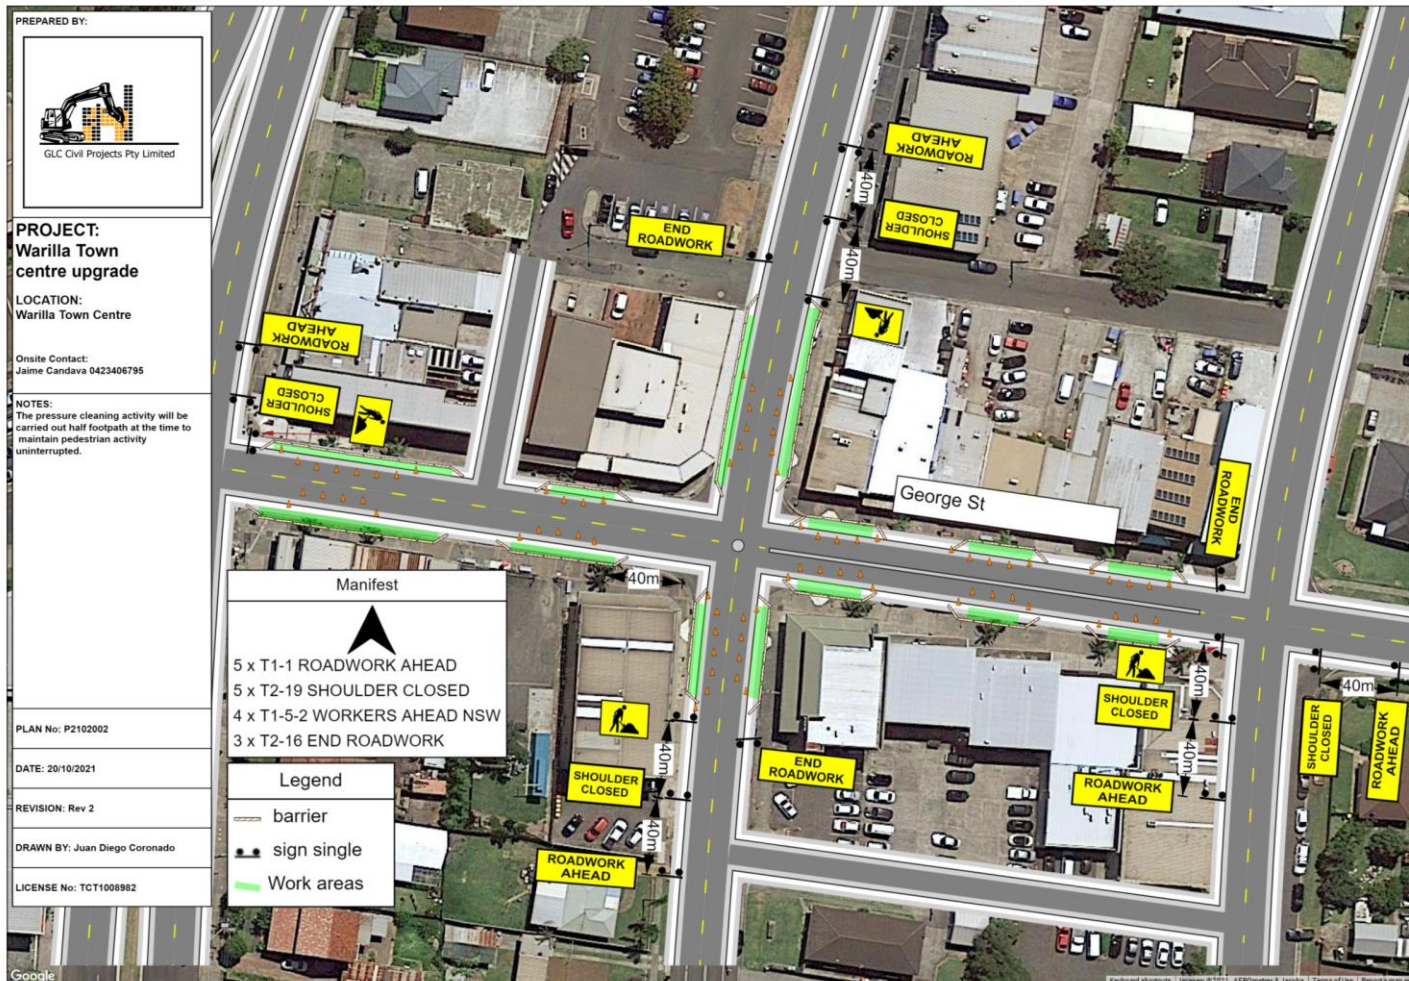 PREPARED BY:
GLC Civil Projects Pty Limited
PROJECT:
Warilla Town
centre upgrade
LOCATION:
Warilla Town Centre
Onsite Contact:
Jaime Candava 0423406795
NOTES:
The pressure cleaning activity will be
carried out half footpath at the time to
maintain pedestrian activity
uninterrupted.
PLAN No: P2102002
DATE: 20/10/2021
REVISION: Rev 2
DRAWN BY: Juan Diego Coronado
LICENSE No: TCT1008982
ROADWORK
AHEAD
40m
SHOULDER
CLOSED
40m
END
ROADWORK
ROADWORK
AHEAD
SHOULDER
CLOSED
George St
END
ROADWORK
40m
Manifest
5 x T1-1 ROADWORK AHEAD
5 x T2-19 SHOULDER CLOSED
4 x T1-5-2 WORKERS AHEAD NSW
3 x T2-16 END ROADWORK
Legend
barrier
sign single
Work areas
40m
SHOULDER
CLOSED
40m
ROADWORK
AHEAD
END
ROADWORK
SHOULDER
CLOSED
40m
40m
ROADWORK
AHEAD
40m
SHOULDER
CLOSED
ROADWORK
AHEAD
Google
Keyboard shortcuts
Terms of Use